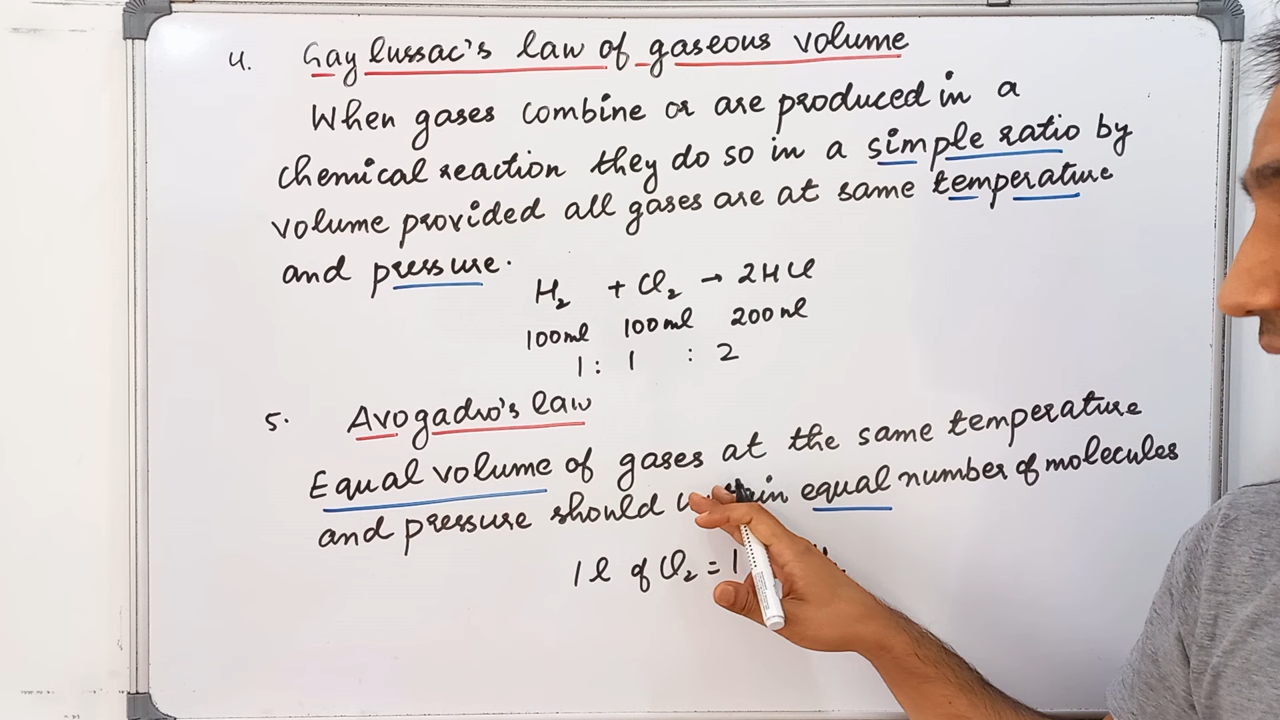 4. Gay lussac's law of gaseous volume
When gases combine or are produced in a
chemical reaction they do so in a simple ratio by
volume provided all gases are at same temperature
and pressure.
H₂ + Cl₂ → 2HCl
100ml 100ml 200ml
1 : 1 : 2
5. Avogadro's law
Equal volume of gases at the same temperature
and pressure should equal number of molecules
1l of Cl₂ = 1